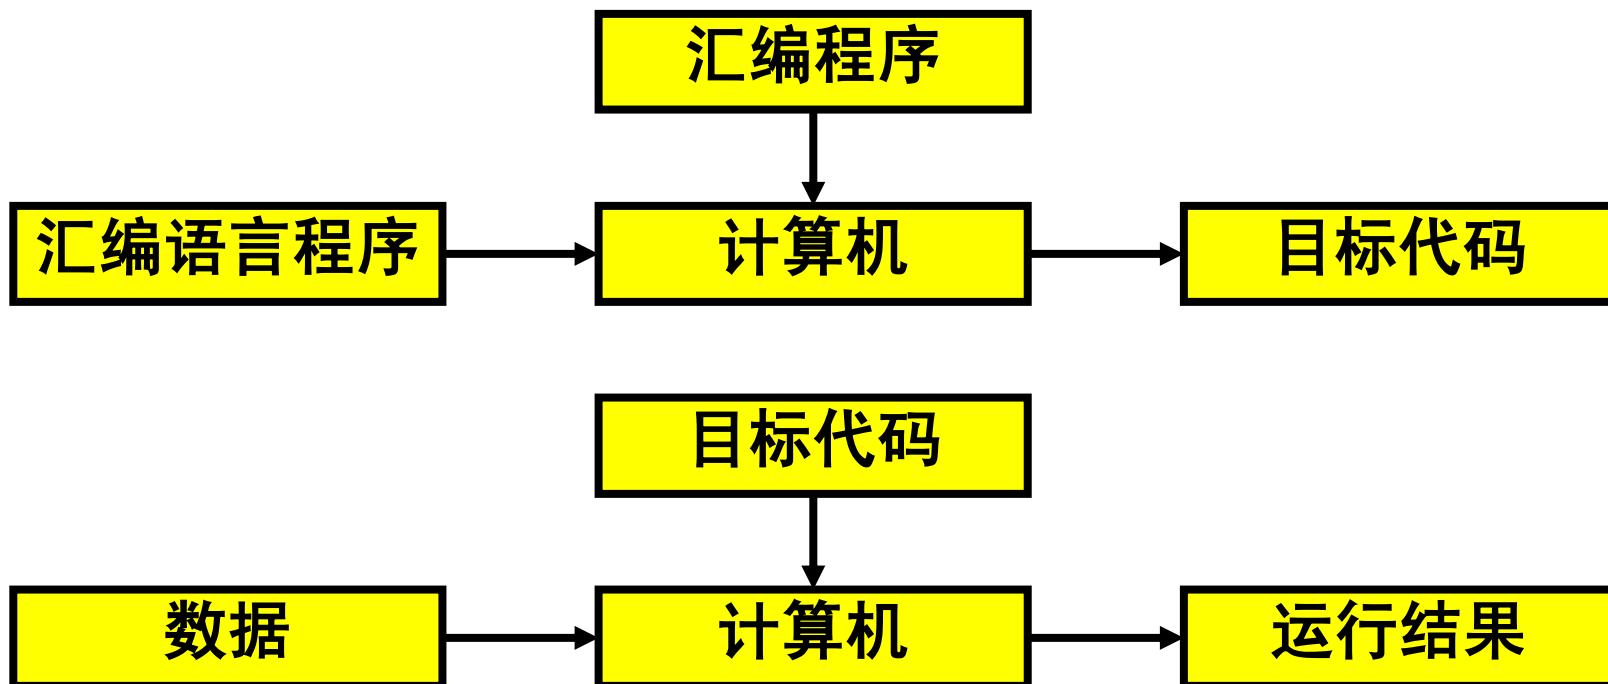 汇编程序
汇编语言程序
计算机
目标代码
目标代码
数据
计算机
运行结果